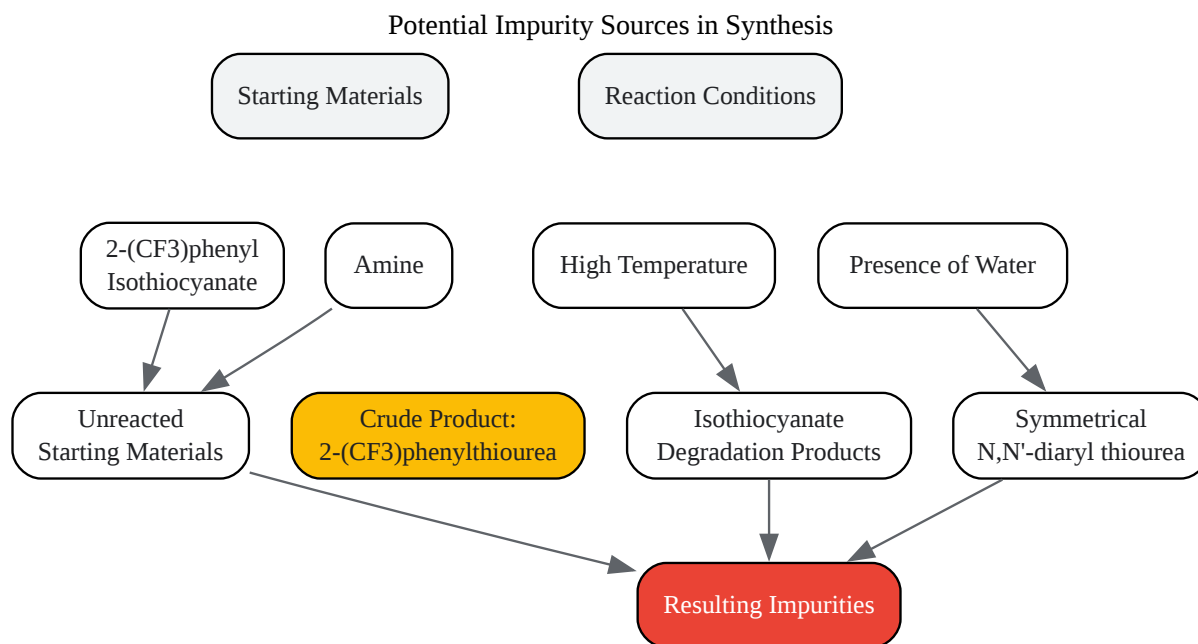 Potential Impurity Sources in Synthesis
Starting Materials
Reaction Conditions
2-(CF3)phenyl
Isothiocyanate
Amine
High Temperature
Presence of Water
Unreacted
Starting Materials
Crude Product:
2-(CF3)phenylthiourea
Isothiocyanate
Degradation Products
Symmetrical
N,N'-diaryl thiourea
Resulting Impurities